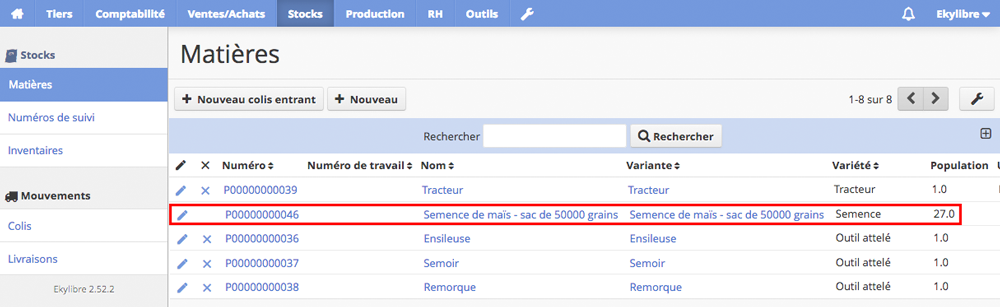 Tiers Comptabilité Ventes/Achats Stocks Production RH Outils Ekylibre
Stocks
Matières
Numéros de suivi
Inventaires
Mouvements
Colis
Livraisons
Ekylibre 2.52.2
Matières
+ Nouveau colis entrant + Nouveau 1-8 sur 8
Rechercher Rechercher
Numéro Numéro de travail Nom Variante Variété Population
P00000000039 Tracteur Tracteur Tracteur 1.0
P00000000046 Semence de maïs - sac de 50000 grains Semence de maïs - sac de 50000 grains Semence 27.0
P00000000036 Ensileuse Ensileuse Outil attelé 1.0
P00000000037 Semoir Semoir Outil attelé 1.0
P00000000038 Remorque Remorque Outil attelé 1.0